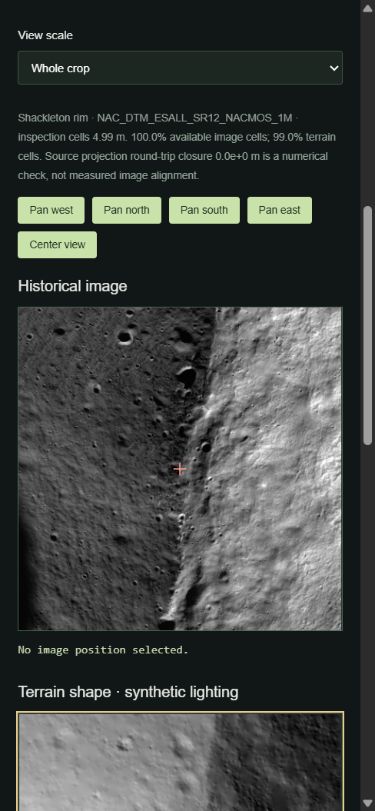 View scale
Whole crop
Shackleton rim · NAC_DTM_ESALL_SR12_NACMOS_1M ·
inspection cells 4.99 m. 100.0% available image cells; 99.0% terrain
cells. Source projection round-trip closure 0.0e+0 m is a numerical
check, not measured image alignment.
Pan west
Pan north
Pan south
Pan east
Center view
Historical image
No image position selected.
Terrain shape · synthetic lighting